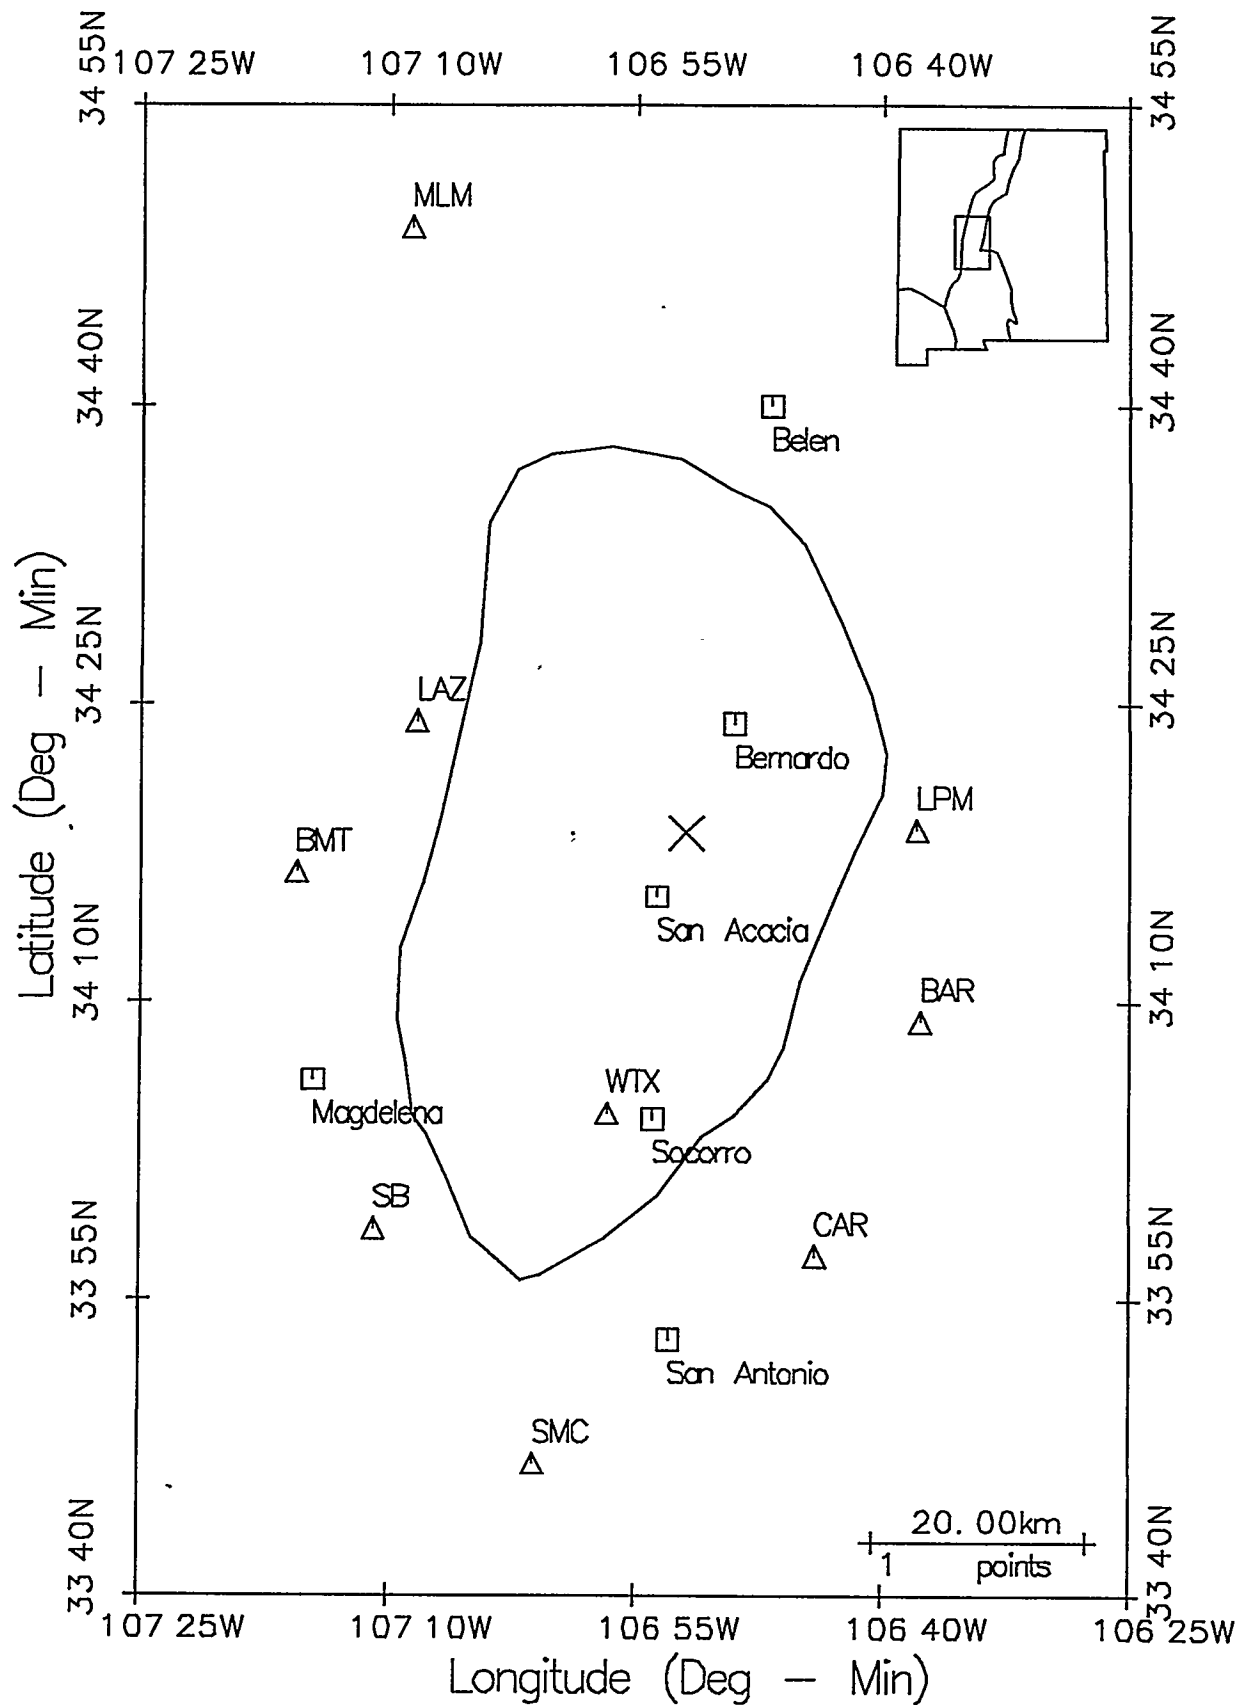 107 25W 107 10W 106 55W 106 40W
34 55N
34 55N
MLM
34 40N
34 40N
Belen
34 25N
34 25N
LAZ
Bernardo
LPM
BMT
San Acacia
34 10N
34 10N
BAR
WTX
Magdelena
Socorro
SB
CAR
33 55N
33 55N
San Antonio
SMC
20.00km
1 points
33 40N
33 40N
107 25W 107 10W 106 55W 106 40W 106 25W
Longitude (Deg — Min)
Latitude (Deg — Min)